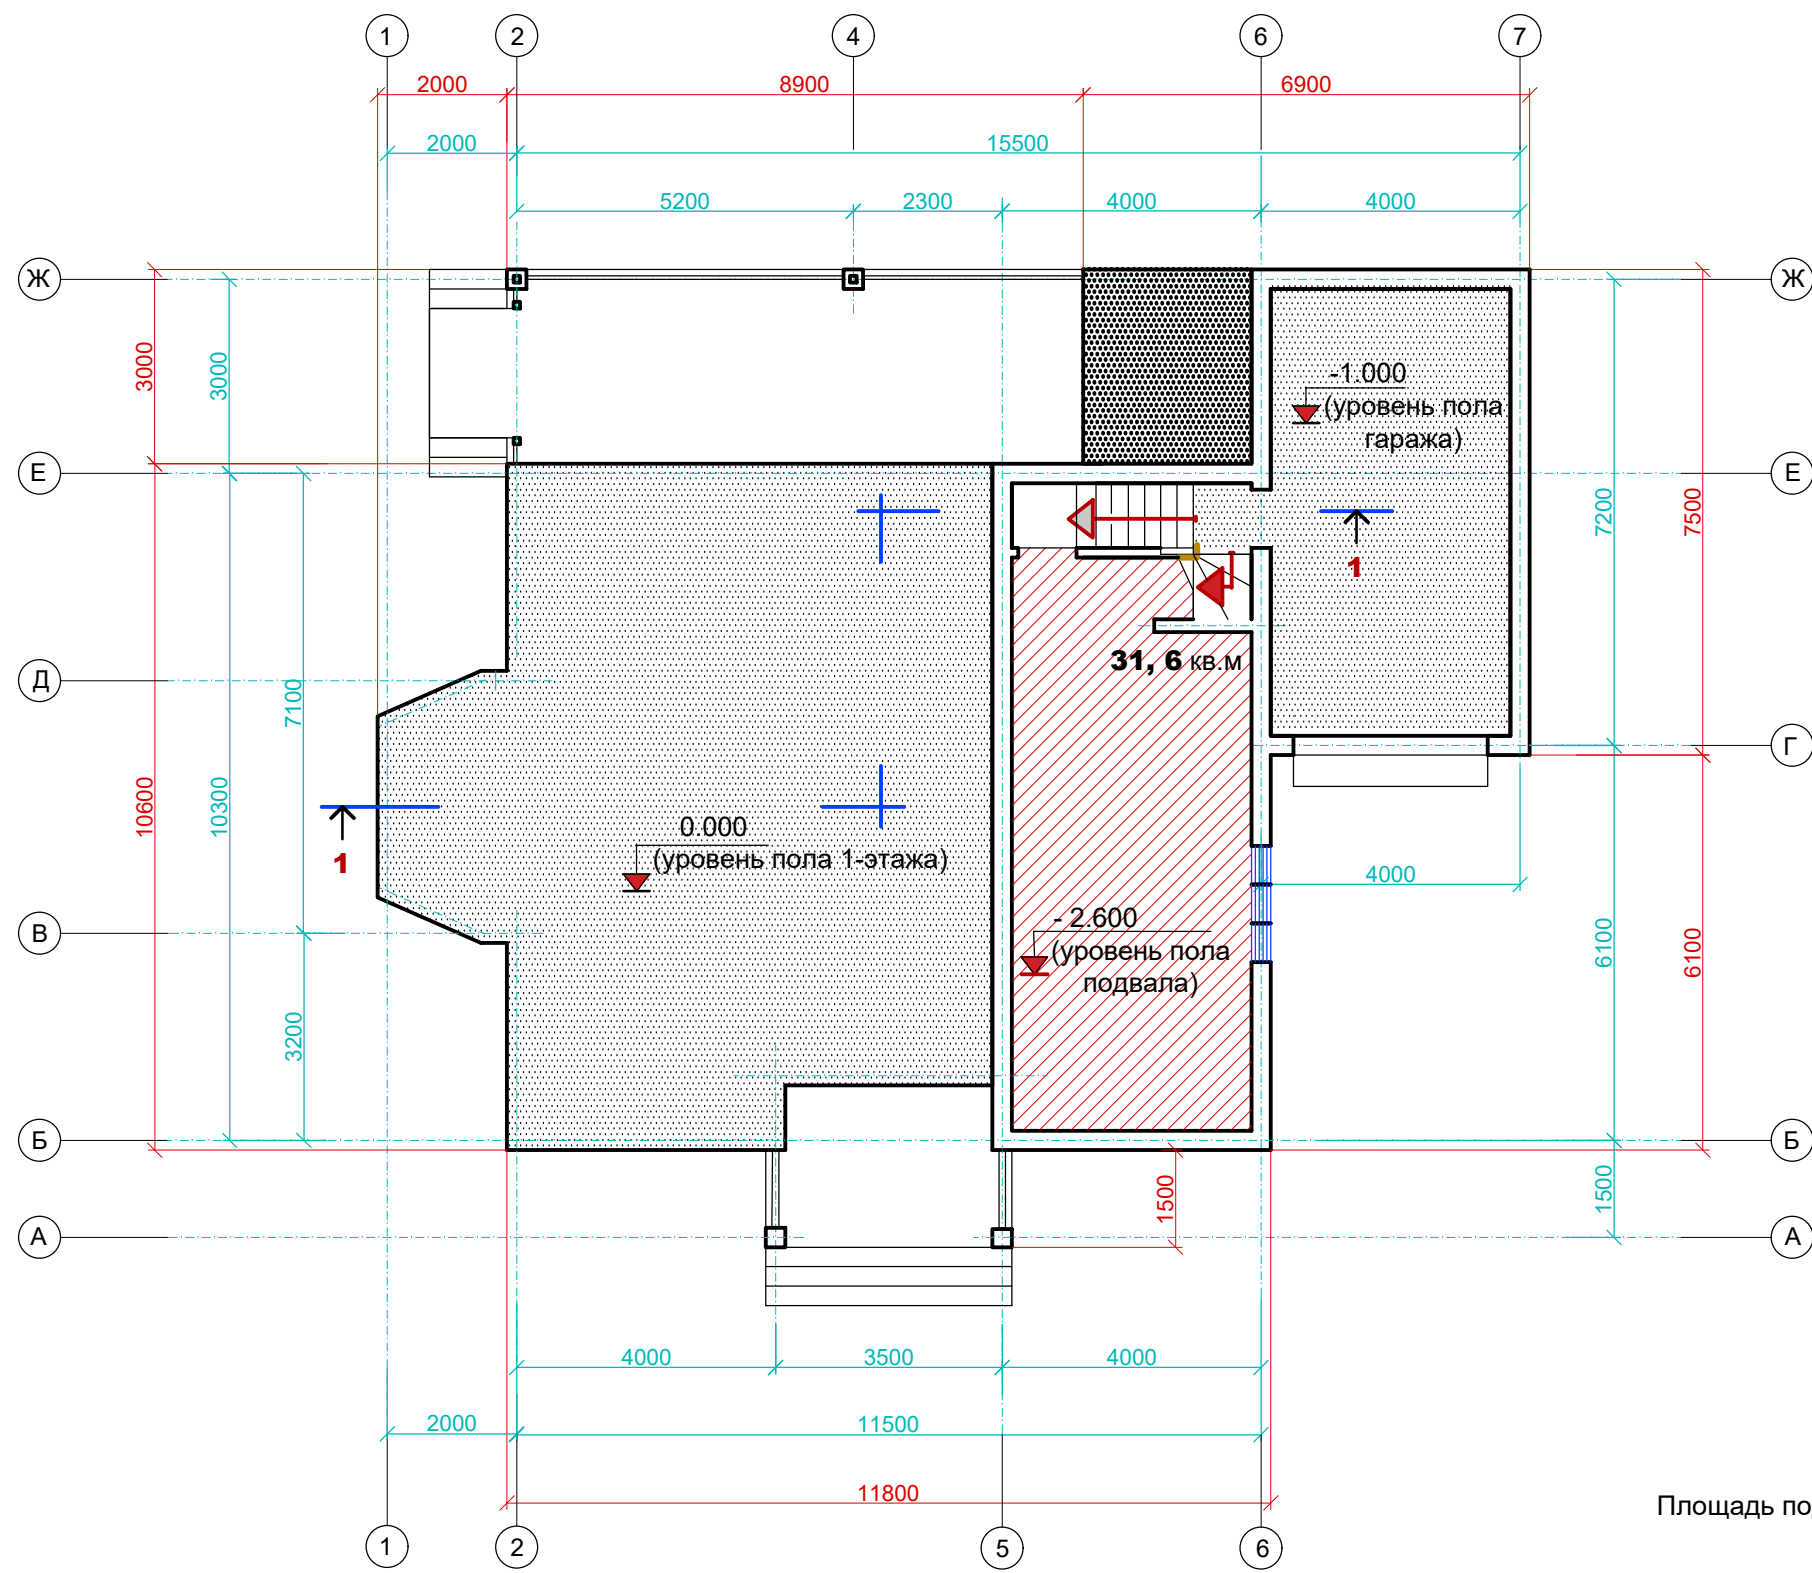 1 2 4 6 7
2000 8900 6900
2000 15500
5200 2300 4000 4000
Ж Ж
3000 3000
-1.000
(уровень пола
гаража)
Е Е
7200 7500
1
31, 6 кв.м
Д
7100
Г
10600 10300
0.000
(уровень пола 1-этажа)
1
4000
- 2.600
(уровень пола
подвала)
В
6100 6100
3200
Б Б
1500 1500
А А
4000 3500 4000
2000 11500
11800
Площадь по
1 2 5 6